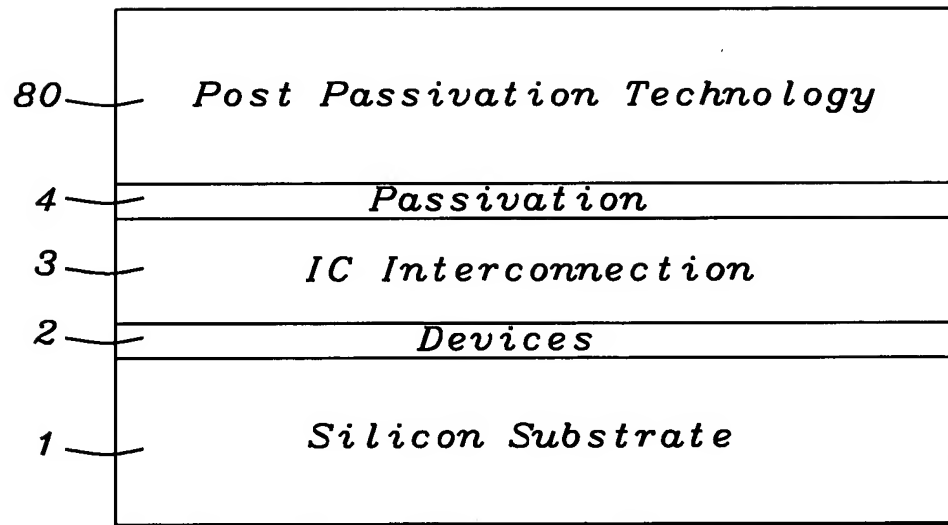 80 Post Passivation Technology
4 Passivation
3 IC Interconnection
2 Devices
1 Silicon Substrate